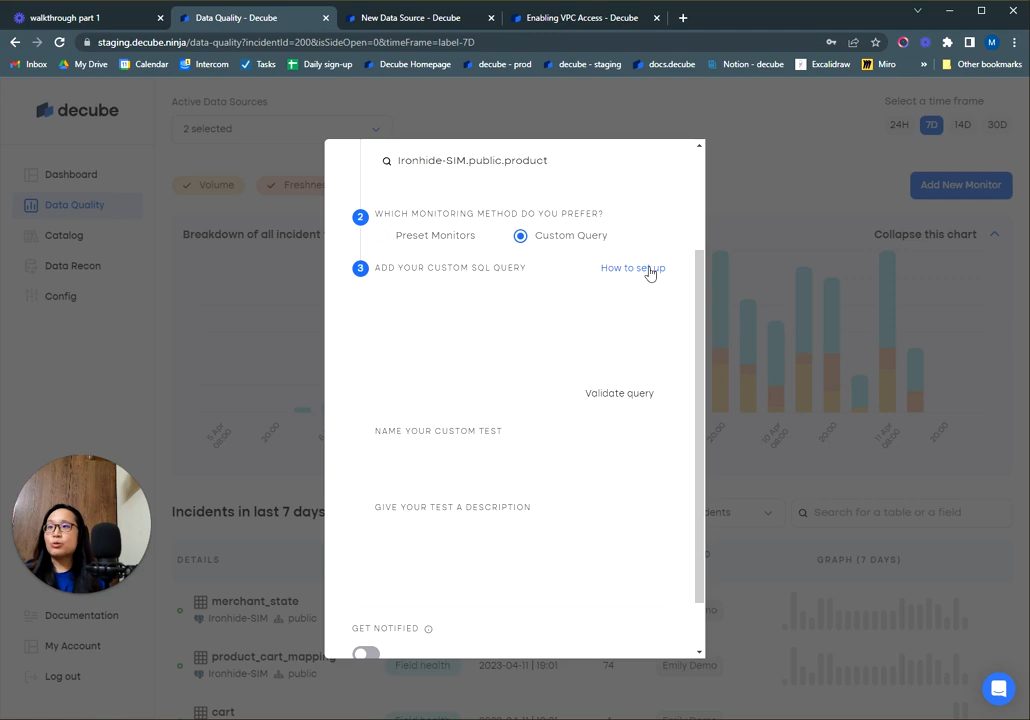 walkthrough part 1
Data Quality - Decube
New Data Source - Decube
Enabling VPC Access - Decube
staging.decube.ninja/data-quality?incidentId=200&isSideOpen=0&timeFrame=label-7D
M
Inbox
My Drive
Calendar
Intercom
Tasks
Daily sign-up
Decube Homepage
decube - prod
decube - staging
docs.decube
Notion - decube
Excalidraw
Miro
»
Other bookmarks
decube
Active Data Sources
Select a time frame
2 selected
24H
7D
14D
30D
Dashboard
Data Quality
Catalog
Data Recon
Config
Volume
Add New Monitor
Breakdown of all incident
Collapse this chart
Ironhide-SIM.public.product
2 WHICH MONITORING METHOD DO YOU PREFER?
Preset Monitors
Custom Query
3 ADD YOUR CUSTOM SQL QUERY
How to set up
Validate query
NAME YOUR CUSTOM TEST
GIVE YOUR TEST A DESCRIPTION
GET NOTIFIED
20:00
20:00
20:00
20:00
Incidents in last 7 days
Search for a table or a field
DETAILS
GRAPH (7 DAYS)
merchant_state
Ironhide-SIM
public
product_cart_mapping
Ironhide-SIM
public
Field health
2023-04-11 | 19:01
74
Emily Demo
cart
Documentation
My Account
Log out